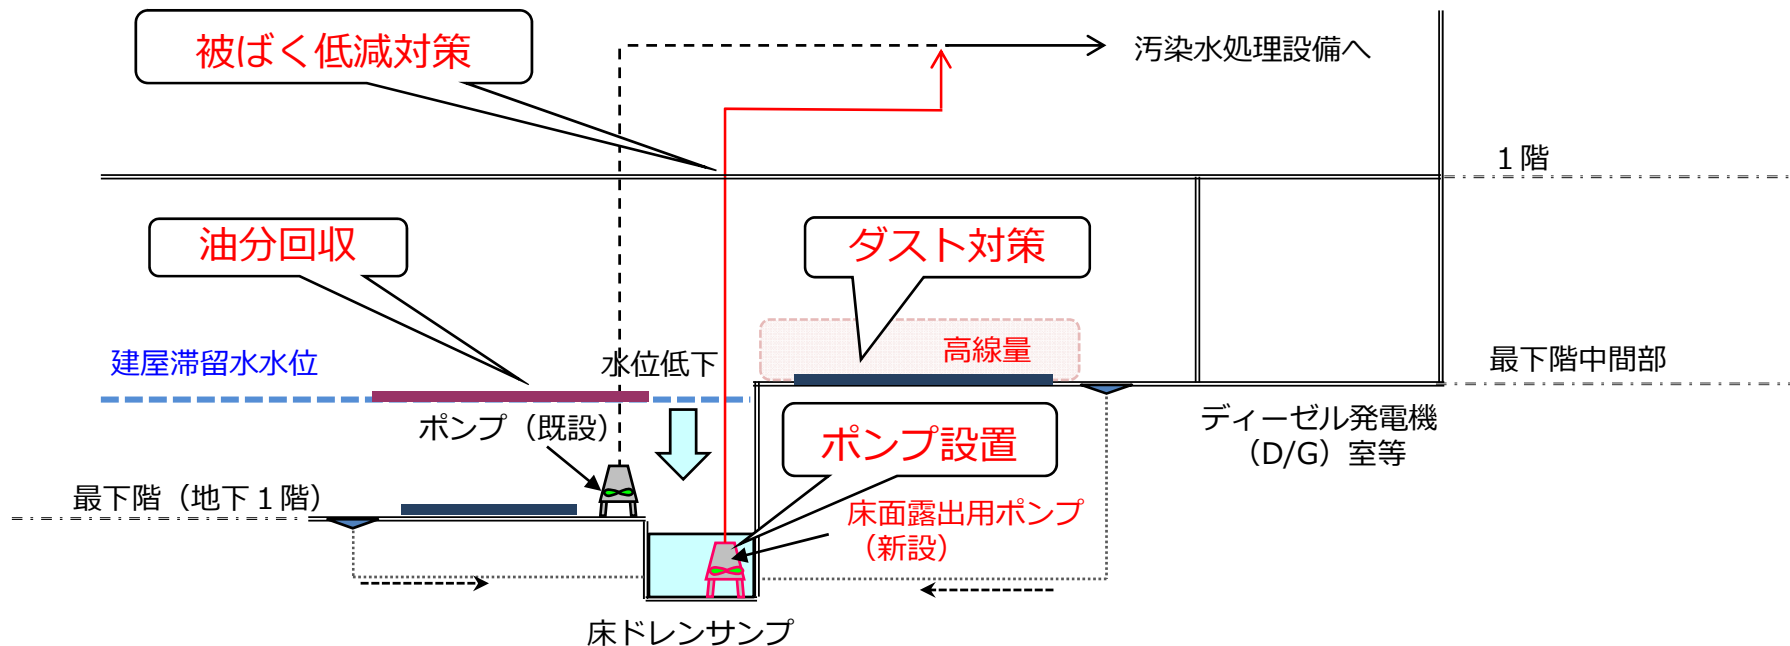 被ばく低減対策
汚染水処理設備へ
１階
油分回収
ダスト対策
建屋滞留水水位
水位低下
高線量
最下階中間部
ポンプ（既設）
ポンプ設置
ディーゼル発電機
（D/G）室等
最下階（地下１階）
床面露出用ポンプ
（新設）
床ドレンサンプ